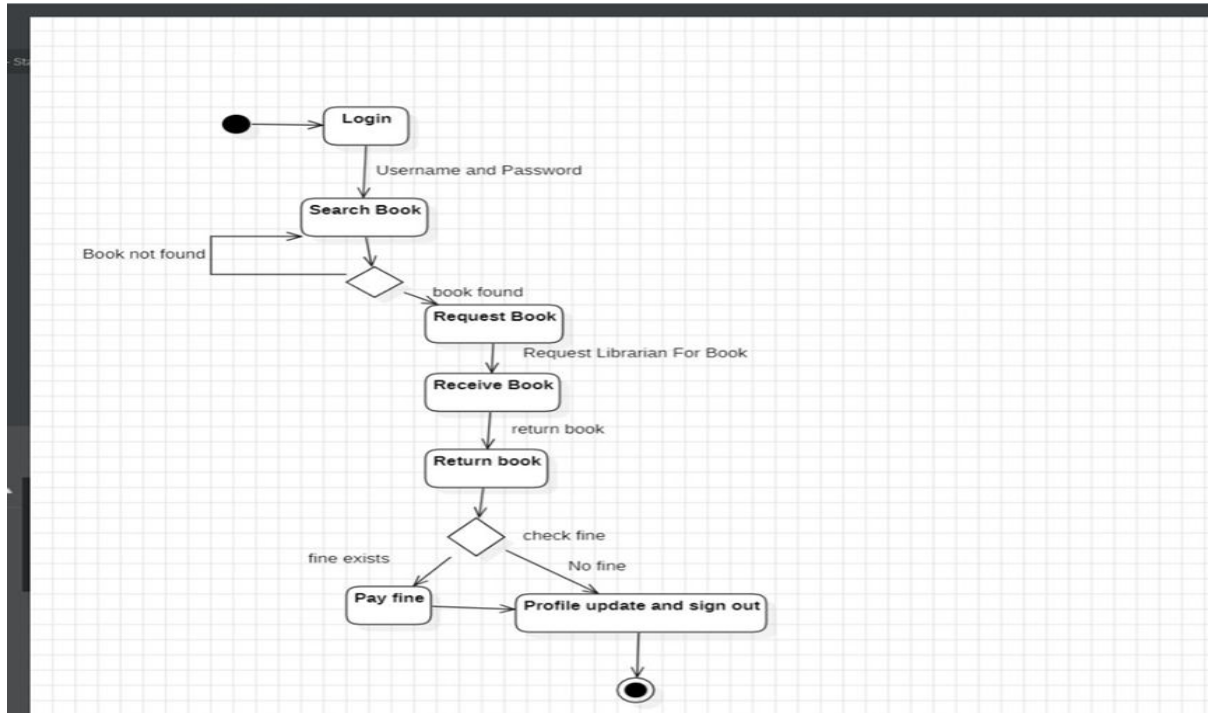 - Sta
Login
Username and Password
Search Book
Book not found
book found
Request Book
Request Librarian For Book
Receive Book
return book
Return book
check fine
fine exists
No fine
Pay fine
Profile update and sign out